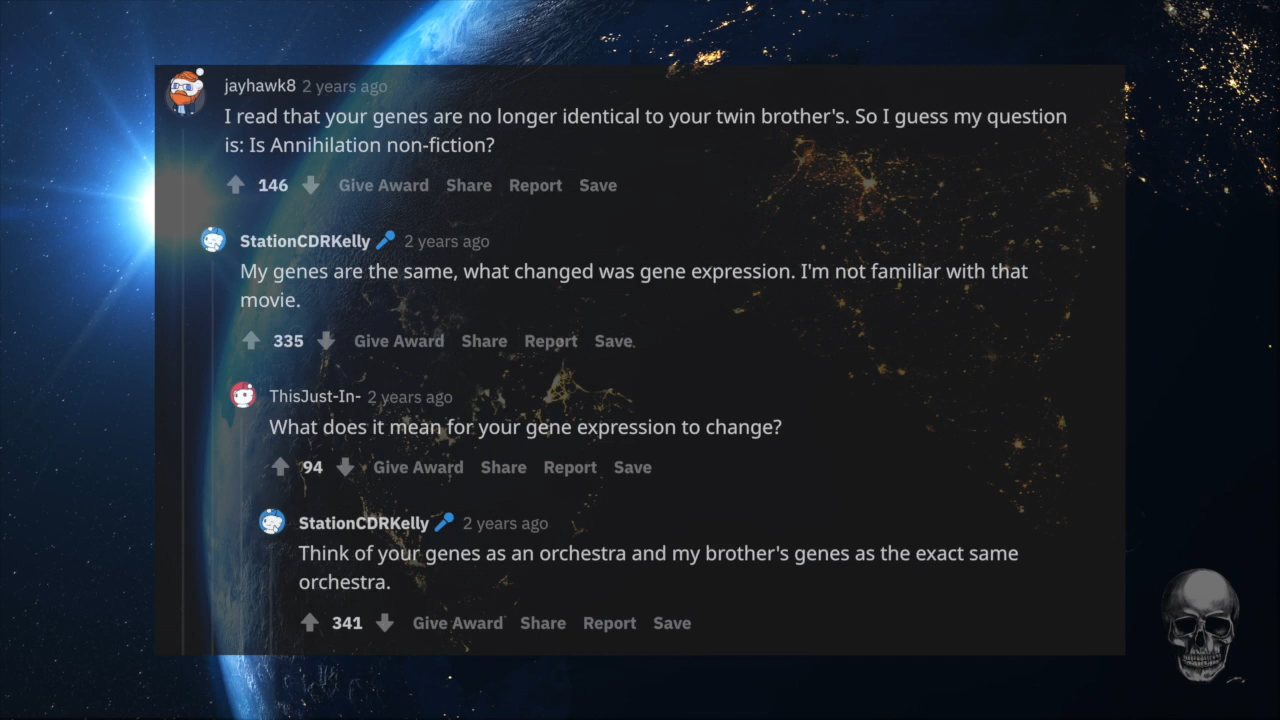 jayhawk8 2 years ago
I read that your genes are no longer identical to your twin brother's. So I guess my question
is: Is Annihilation non-fiction?
146 Give Award Share Report Save
StationCDRKelly 2 years ago
My genes are the same, what changed was gene expression. I'm not familiar with that
movie.
335 Give Award Share Report Save
ThisJust-In- 2 years ago
What does it mean for your gene expression to change?
94 Give Award Share Report Save
StationCDRKelly 2 years ago
Think of your genes as an orchestra and my brother's genes as the exact same
orchestra.
341 Give Award Share Report Save